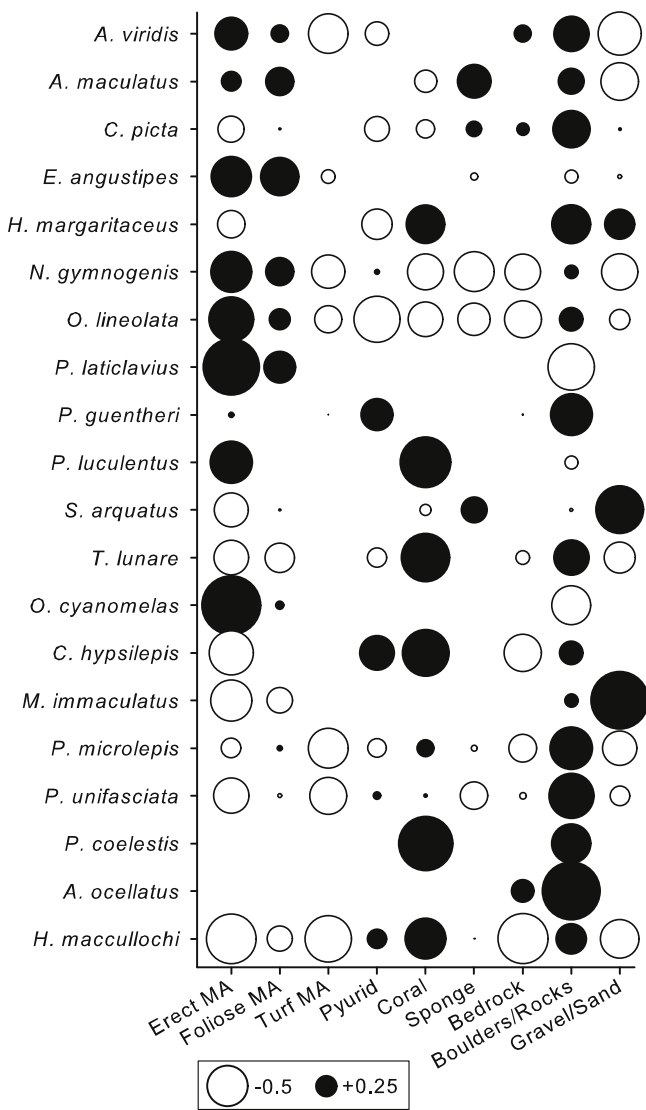 A. viridis
A. maculatus
C. picta
E. angustipes
H. margaritaceus
N. gymnogenis
O. lineolata
P. laticlavius
P. guentheri
P. luculentus
S. arquatus
T. lunare
O. cyanomelas
C. hypsilepis
M. immaculatus
P. microlepis
P. unifasciata
P. coelestis
A. ocellatus
H. maccullochi
Erect MA
Foliose MA
Turf MA
Pyurid
Coral
Sponge
Bedrock
Boulders/Rocks
Gravel/Sand
-0.5
+0.25